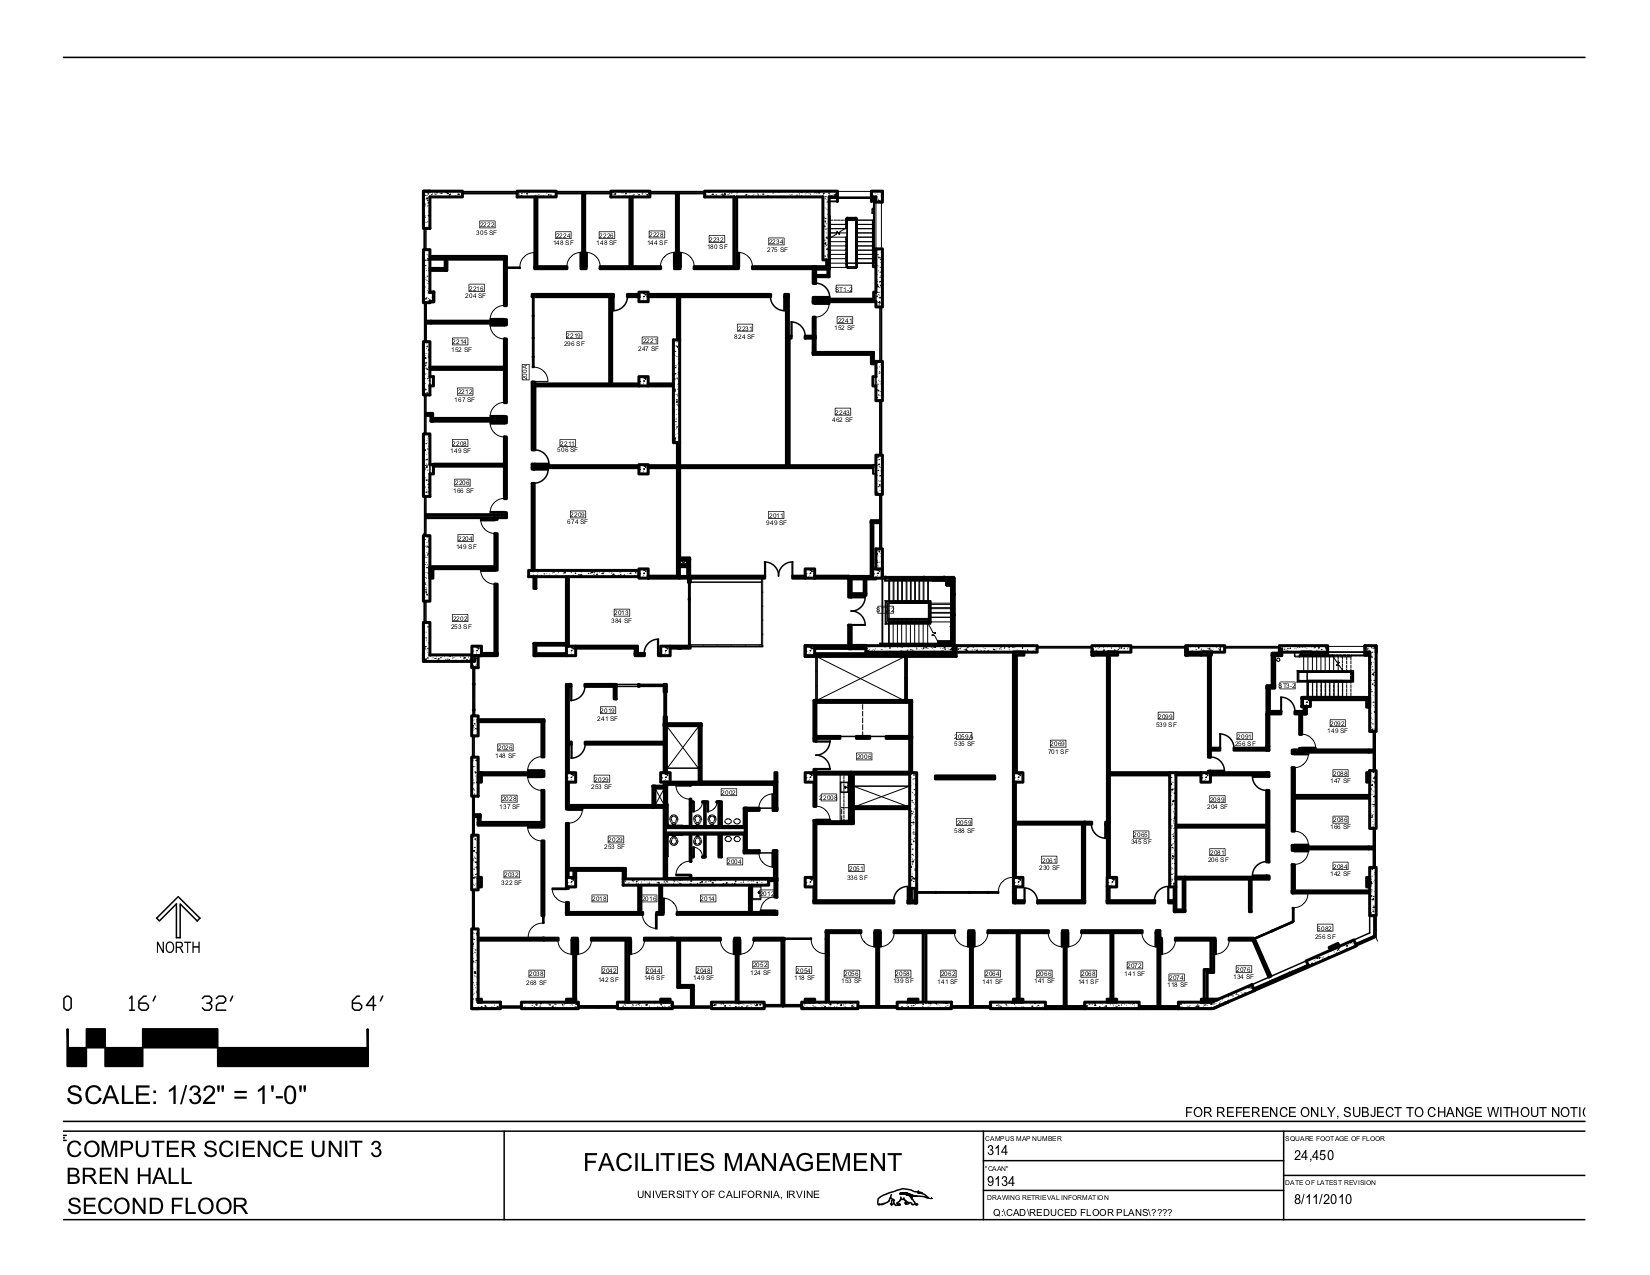 2222
305 SF
2224
148 SF
2226
148 SF
2228
144 SF
2232
180 SF
2234
275 SF
2216
204 SF
ST1-2
2219
296 SF
2221
247 SF
2231
824 SF
2241
152 SF
2214
152 SF
200A
2212
167 SF
2243
462 SF
2208
149 SF
2211
506 SF
2206
166 SF
2209
674 SF
2011
949 SF
2204
149 SF
2202
253 SF
2013
384 SF
2019
241 SF
2026
148 SF
2029
253 SF
2028
137 SF
2002
2029
253 SF
2004
2032
322 SF
2018
2016
2014
2006
2051
336 SF
2059A
535 SF
2059
588 SF
2069
701 SF
2061
230 SF
2099
539 SF
2091
256 SF
ST3-2
2092
149 SF
2088
147 SF
2089
204 SF
2086
166 SF
2065
345 SF
2081
206 SF
2084
142 SF
5082
256 SF
2038
268 SF
2042
142 SF
2044
146 SF
2048
149 SF
2052
124 SF
2054
118 SF
2056
153 SF
2058
139 SF
2062
141 SF
2064
141 SF
2066
141 SF
2068
141 SF
2072
141 SF
2074
118 SF
2076
134 SF
NORTH
0 16' 32' 64'
SCALE: 1/32" = 1'-0"
FOR REFERENCE ONLY, SUBJECT TO CHANGE WITHOUT NOTIC
COMPUTER SCIENCE UNIT 3
BREN HALL
SECOND FLOOR
FACILITIES MANAGEMENT
UNIVERSITY OF CALIFORNIA, IRVINE
CAMPUS MAP NUMBER
314
"CAAN"
9134
DRAWING RETRIEVAL INFORMATION
Q:\CAD\REDUCED FLOOR PLANS\????
SQUARE FOOTAGE OF FLOOR
24,450
DATE OF LATEST REVISION
8/11/2010